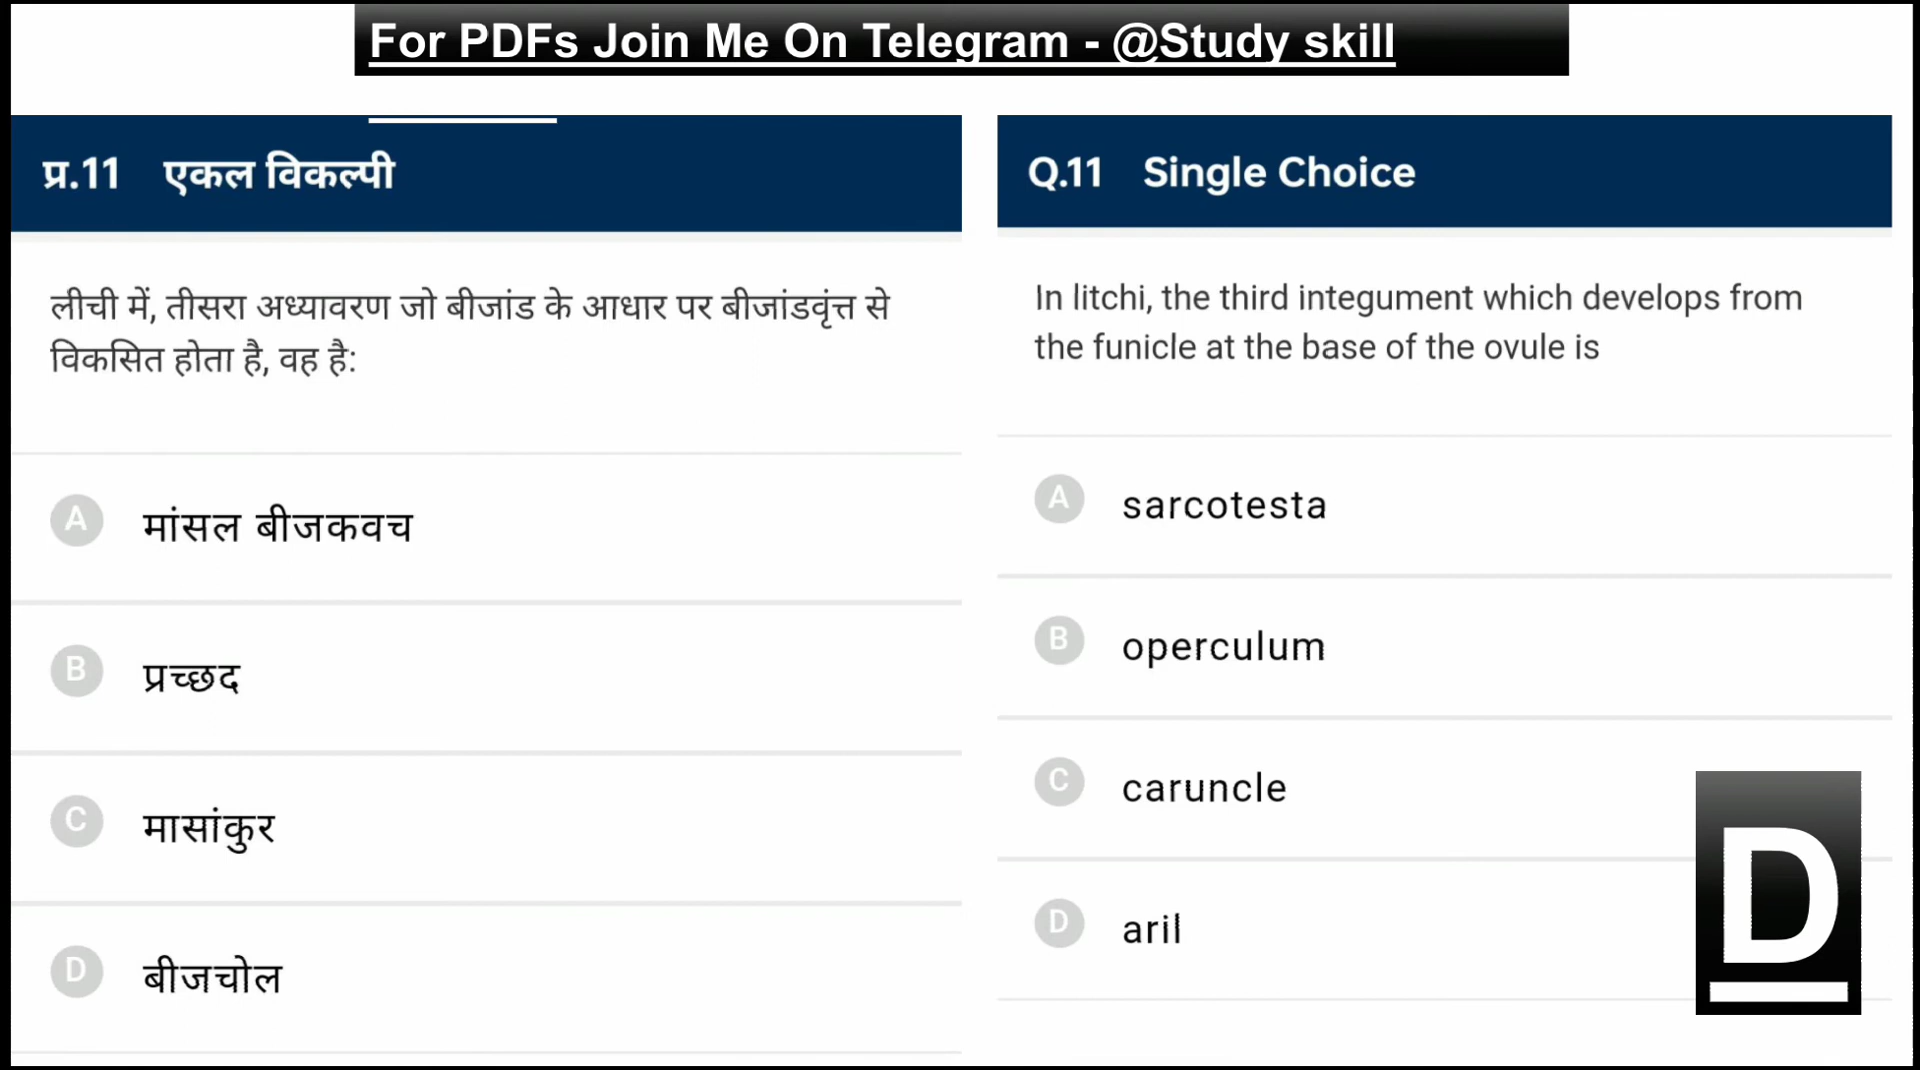 For PDFs Join Me On Telegram - @Study skill
प्र.11 एकल विकल्पी
लीची में, तीसरा अध्यावरण जो बीजांड के आधार पर बीजांडवृंत्त से
विकसित होता है, वह है:
A मांसल बीजकवच
B प्रच्छद
C मासांकुर
D बीजचोल
Q.11 Single Choice
In litchi, the third integument which develops from
the funicle at the base of the ovule is
A sarcotesta
B operculum
C caruncle
D aril
D